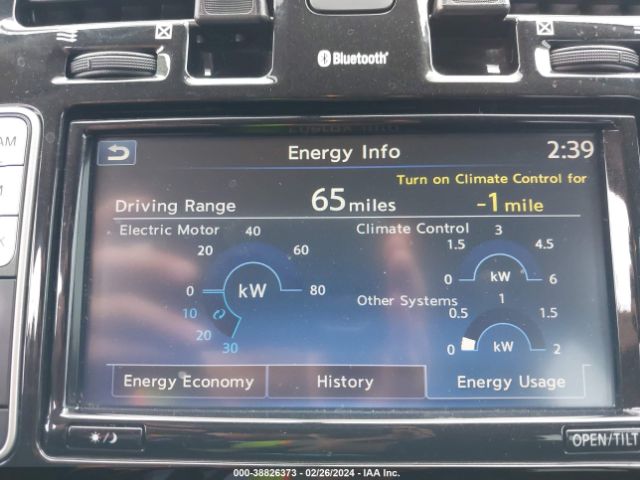 Bluetooth®
AM
M
K
Energy Info 2:39
Turn on Climate Control for
Driving Range 65 miles -1 mile
Electric Motor 40 Climate Control 3
20 60 1.5 4.5
0 kW 80 0 kW 6
10 Other Systems 1
20 0.5 1.5
30 0 kW 2
Energy Economy History Energy Usage
OPEN/TILT
000-38826373 - 02/26/2024 - IAA Inc.